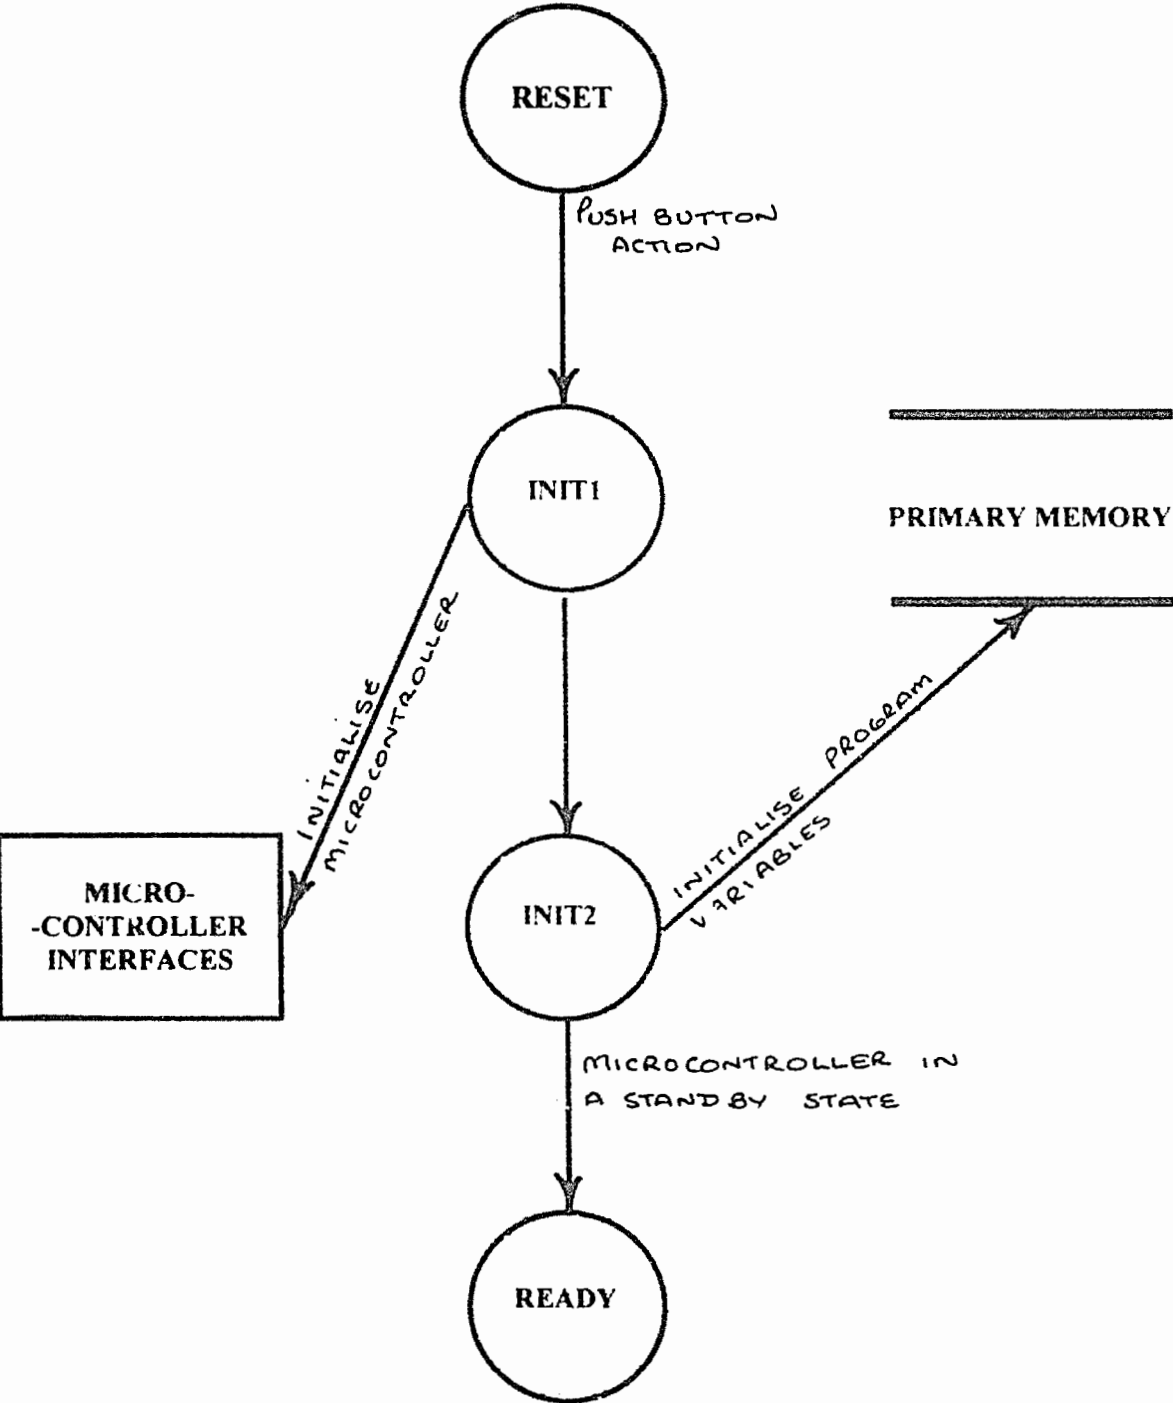 RESET
PUSH BUTTON
ACTION
INIT1
PRIMARY MEMORY
INITIALISE
MICROCONTROLLER
INITIALISE PROGRAM
VARIABLES
MICRO-
-CONTROLLER
INTERFACES
INIT2
MICROCONTROLLER IN
A STANDBY STATE
READY